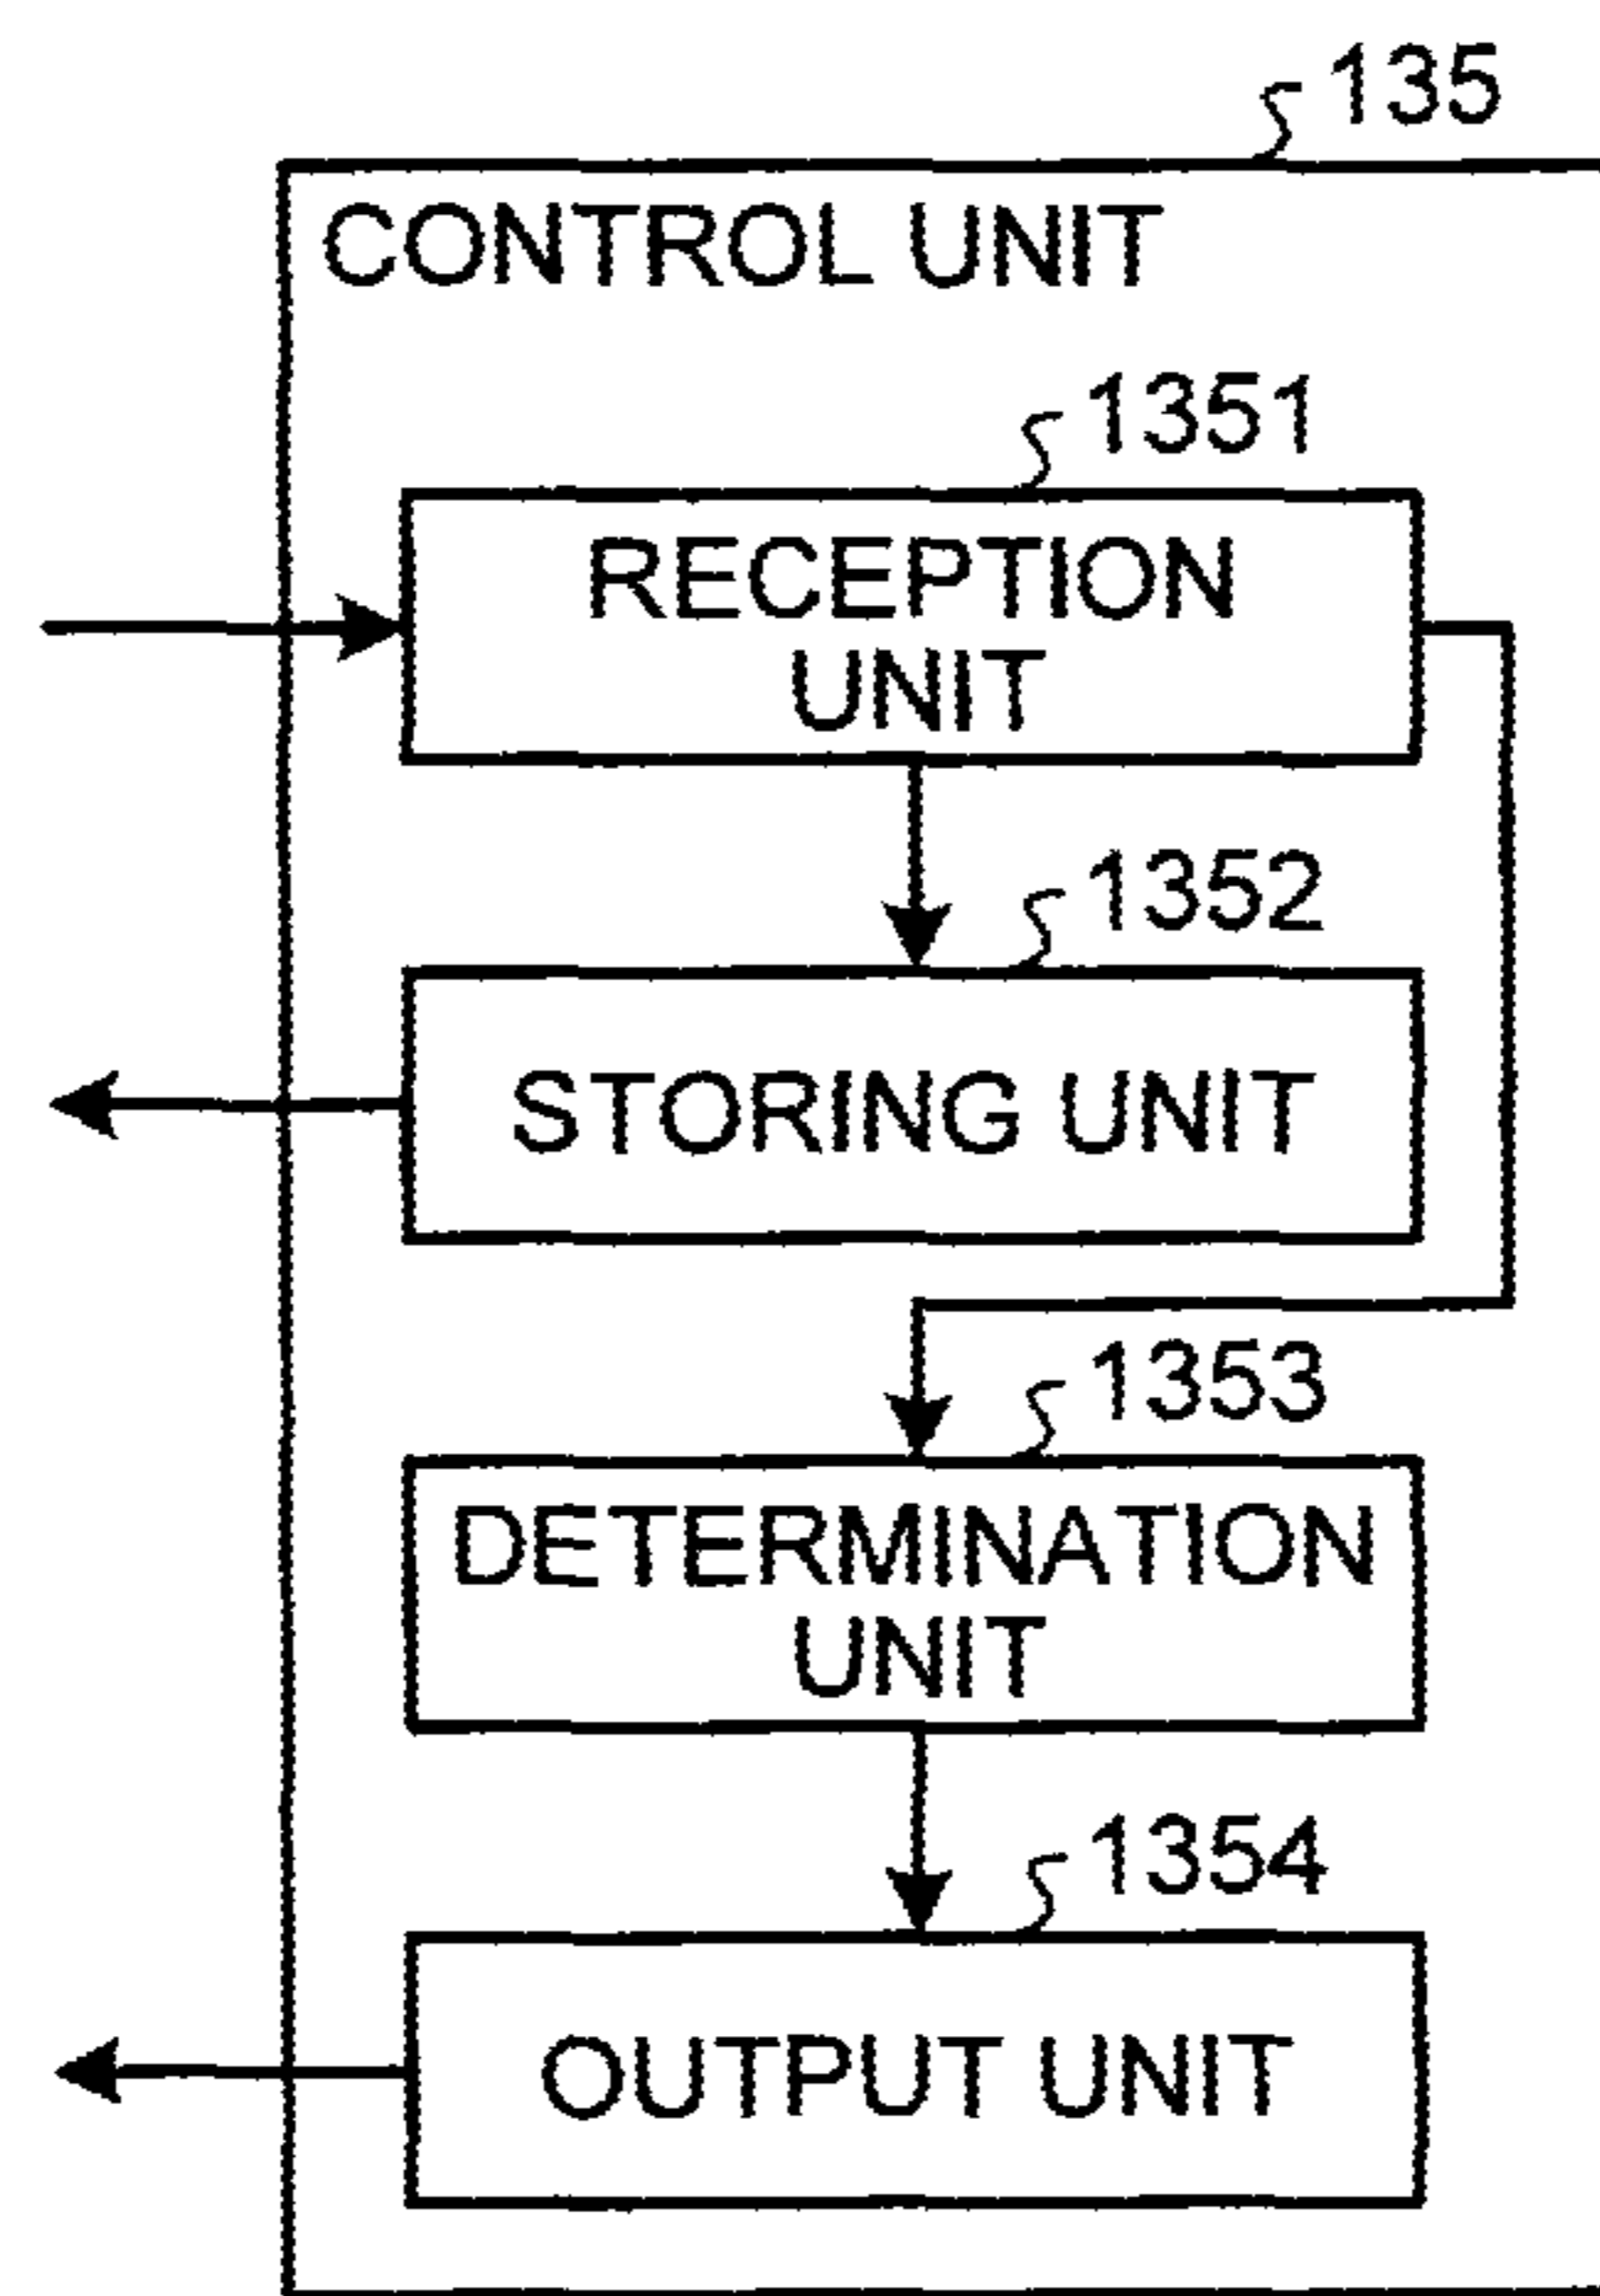 135
CONTROL UNIT
1351
RECEPTION
UNIT
1352
STORING UNIT
1353
DETERMINATION
UNIT
1354
OUTPUT UNIT